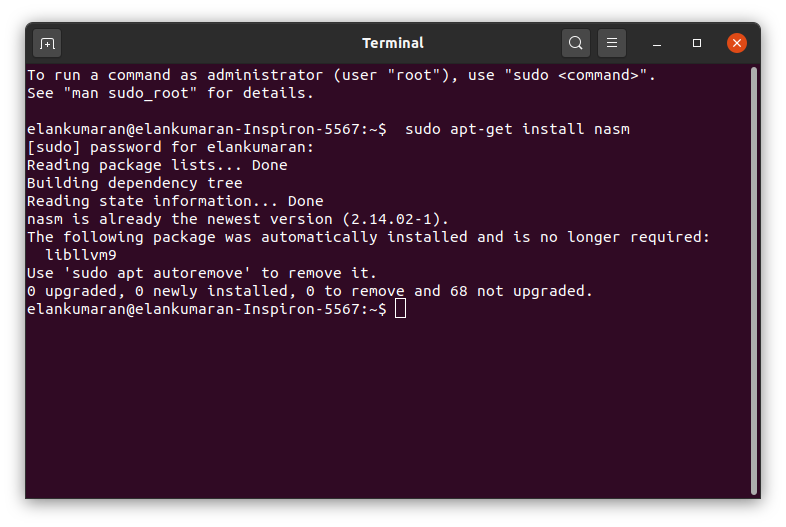 Terminal
To run a command as administrator (user "root"), use "sudo <command>".
See "man sudo_root" for details.
elankumaran@elankumaran-Inspiron-5567:~$  sudo apt-get install nasm
[sudo] password for elankumaran:
Reading package lists... Done
Building dependency tree
Reading state information... Done
nasm is already the newest version (2.14.02-1).
The following package was automatically installed and is no longer required:
  libllvm9
Use 'sudo apt autoremove' to remove it.
0 upgraded, 0 newly installed, 0 to remove and 68 not upgraded.
elankumaran@elankumaran-Inspiron-5567:~$